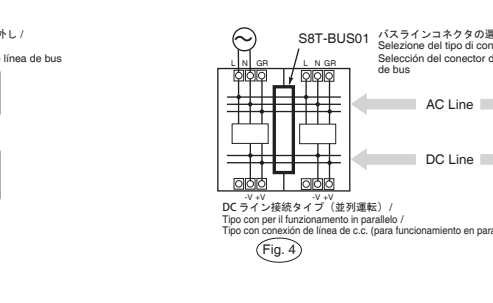 外し /
línea de bus
S8T-BUS01
バスラインコネクタの選
Selezione del tipo di con
Selección del conector d
de bus
L N GR
L N GR
AC Line
DC Line
-V +V
-V +V
DCライン接続タイプ（並列運転）/
Tipo con per il funzionamento in parallelo /
Tipo con conexión de línea de c.c. (para funcionamiento en para
Fig. 4